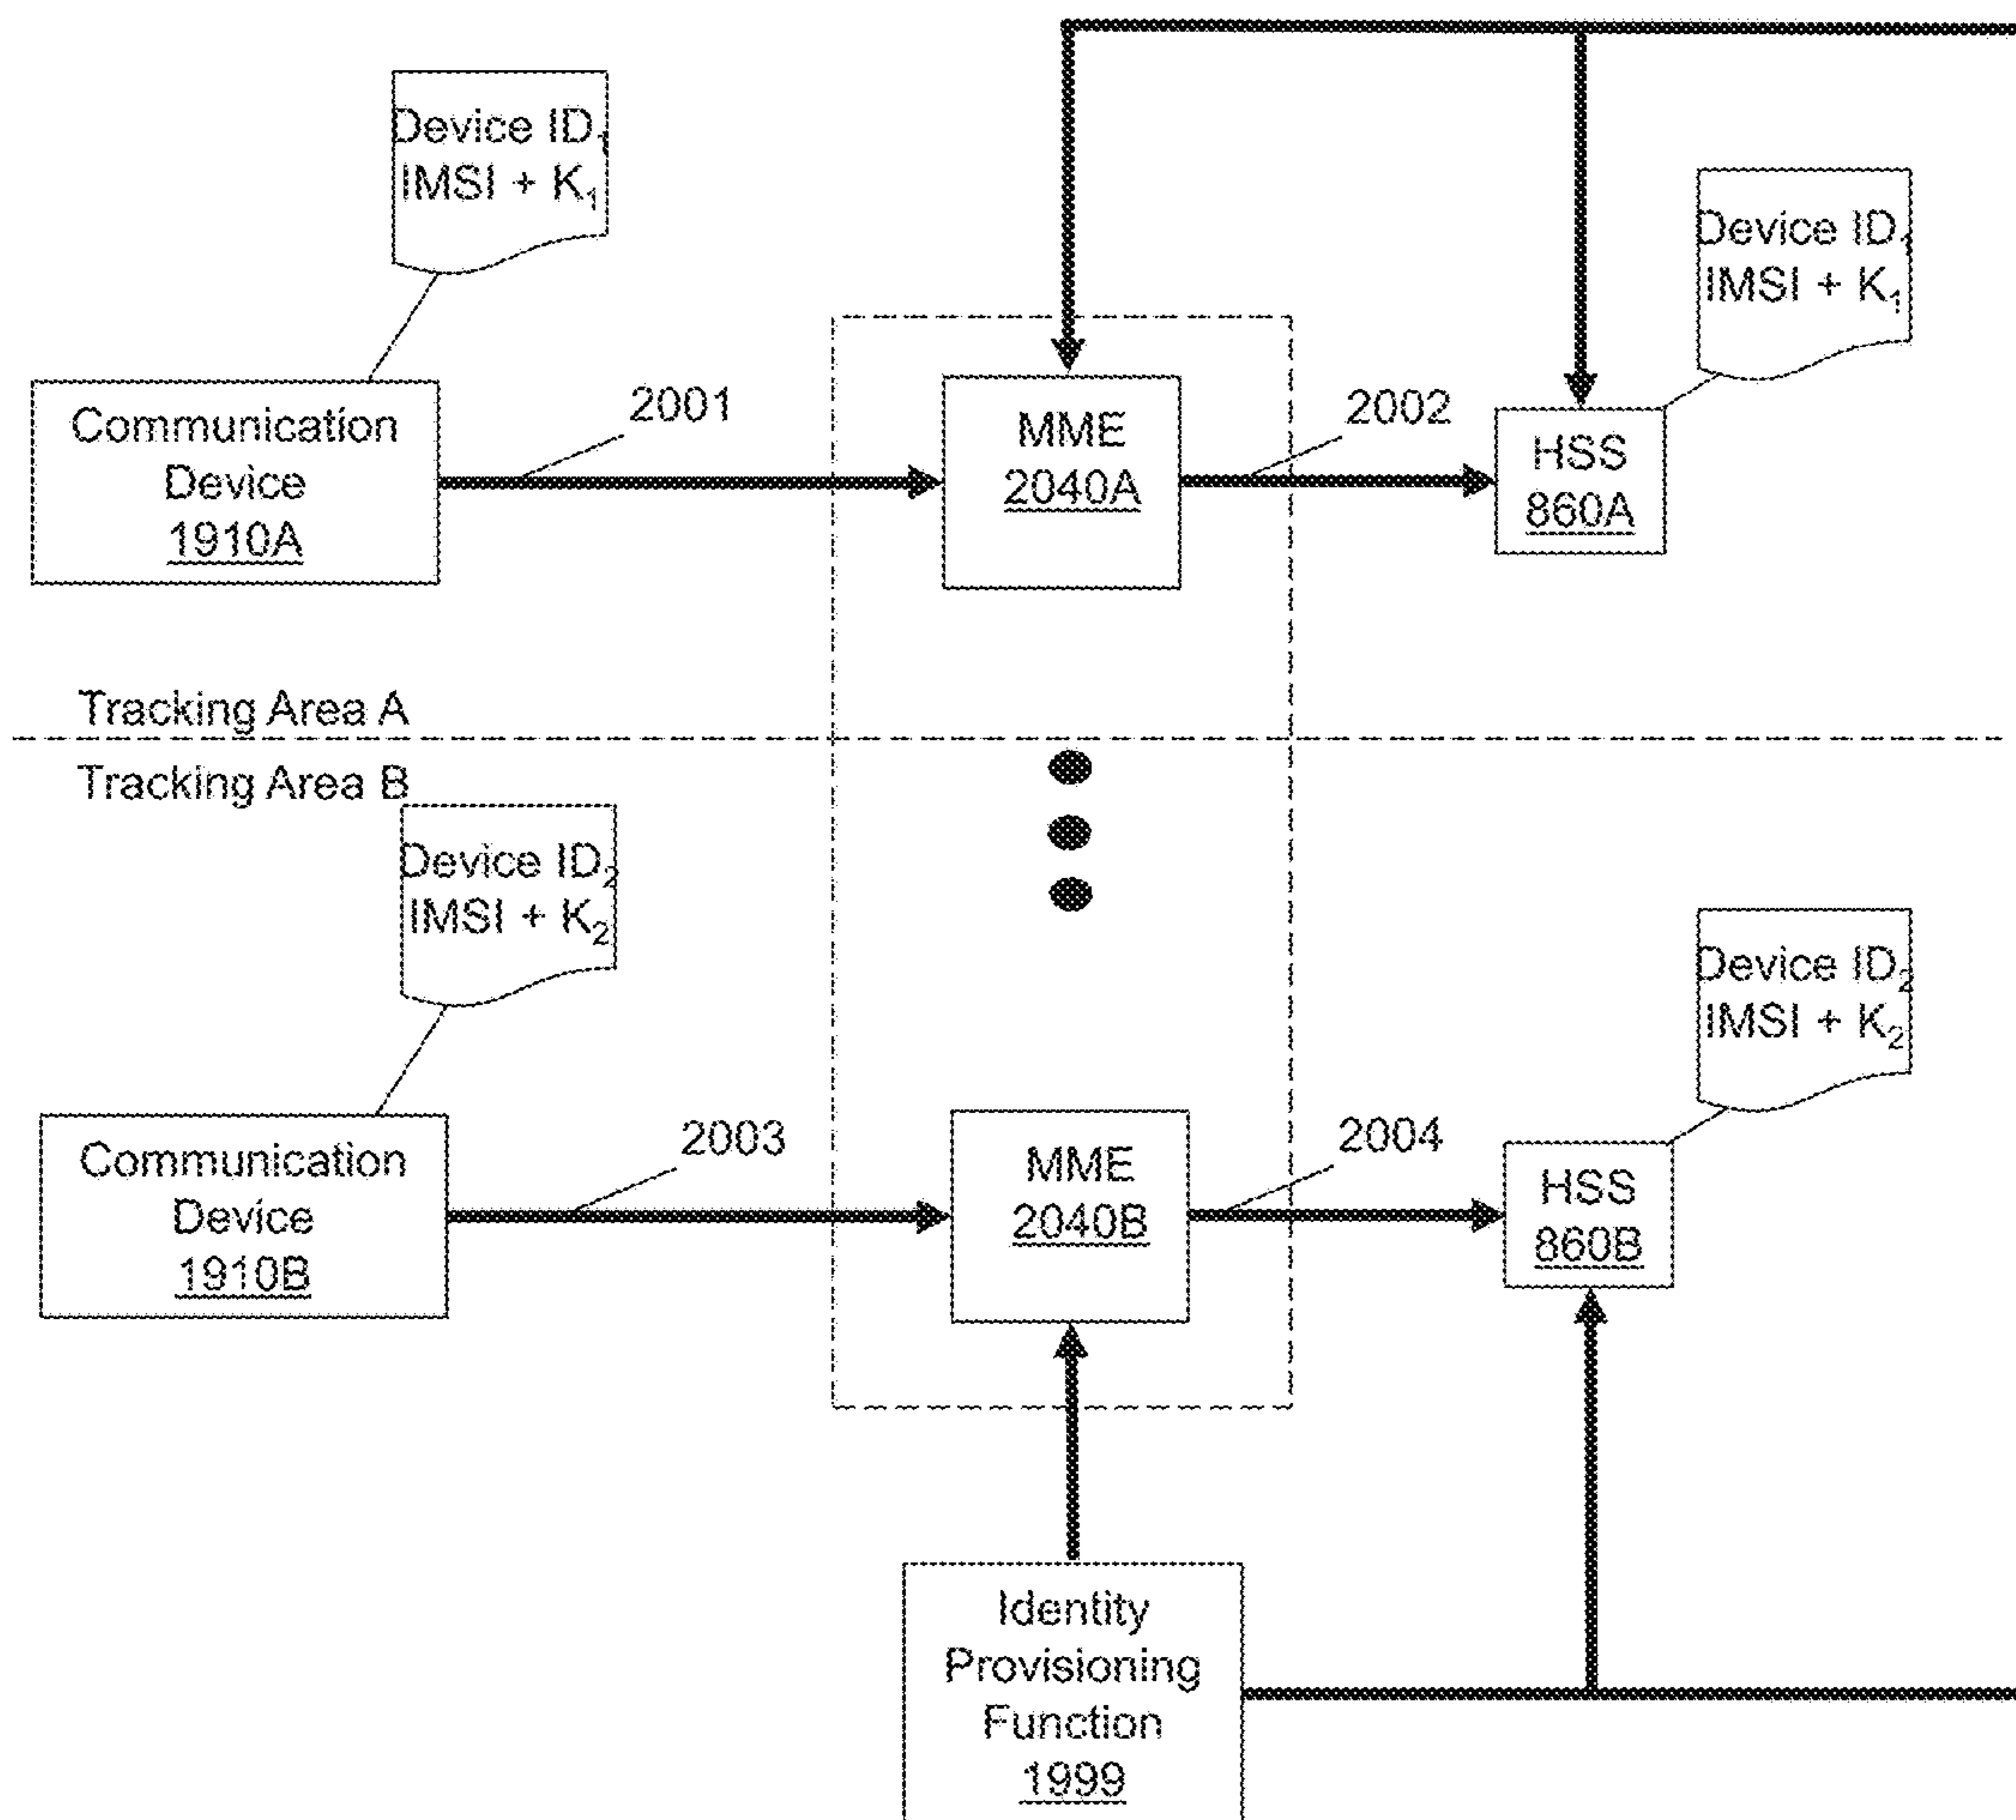 Device ID₁
IMSI + K₁
Device ID₁
IMSI + K₁
Communication
Device
1910A
2001
MME
2040A
2002
HSS
860A
Tracking Area A
Tracking Area B
Device ID₂
IMSI + K₂
Device ID₂
IMSI + K₂
Communication
Device
1910B
2003
MME
2040B
2004
HSS
860B
Identity
Provisioning
Function
1999